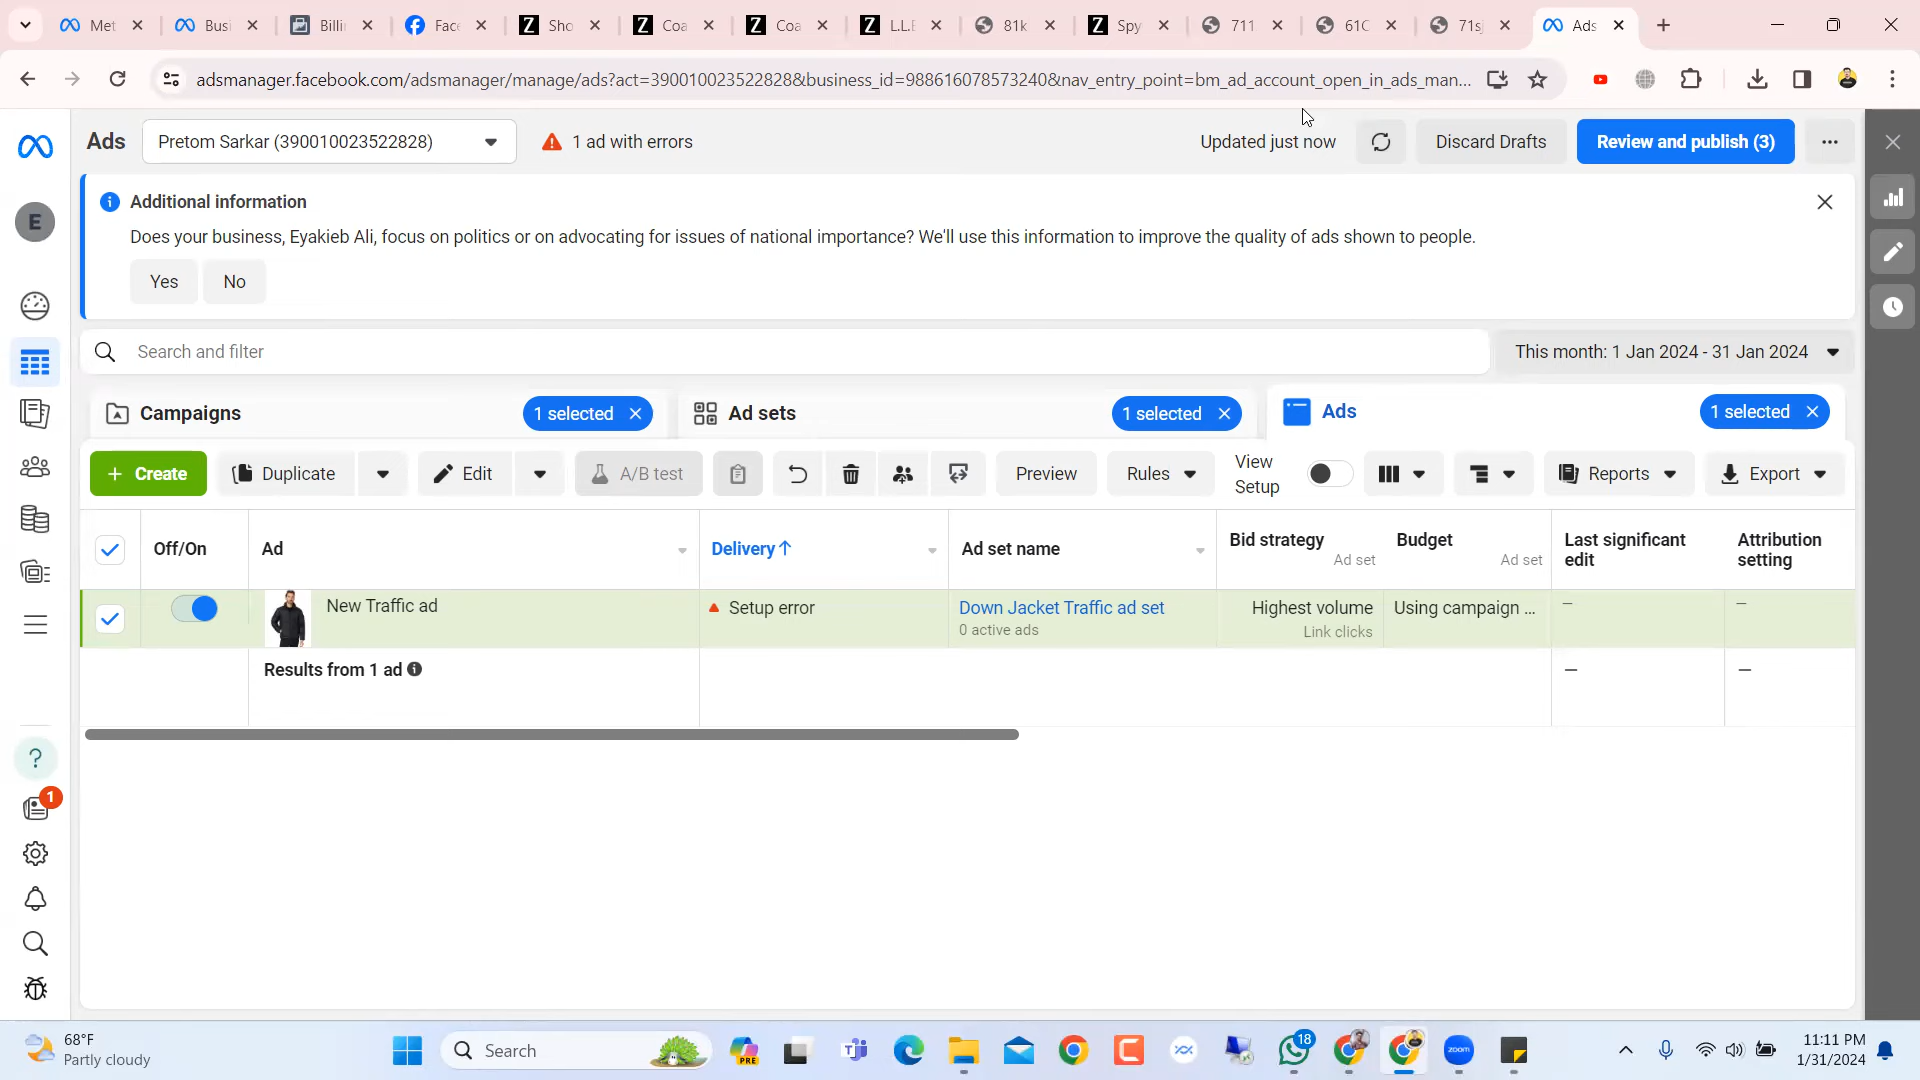 Met
Busi
Billi
Face
Sho
Coa
Coa
L.L.E
81k
Spy
711
61C
71s
Ads
adsmanager.facebook.com/adsmanager/manage/ads?act=390010023522828&business_id=988616078573240&nav_entry_point=bm_ad_account_open_in_ads_man...
Ads
Pretom Sarkar (390010023522828)
1 ad with errors
Updated just now
Discard Drafts
Review and publish (3)
E
Additional information
Does your business, Eyakieb Ali, focus on politics or on advocating for issues of national importance? We'll use this information to improve the quality of ads shown to people.
Yes
No
Search and filter
This month: 1 Jan 2024 - 31 Jan 2024
Campaigns
1 selected
Ad sets
1 selected
Ads
1 selected
+ Create
Duplicate
Edit
A/B test
Preview
Rules
View
Setup
Reports
Export
Off/On
Ad
Delivery↑
Ad set name
Bid strategy
Ad set
Budget
Ad set
Last significant
edit
Attribution
setting
New Traffic ad
Setup error
Down Jacket Traffic ad set
0 active ads
Highest volume
Link clicks
Using campaign ...
—
—
Results from 1 ad
—
—
?
1
68°F
Partly cloudy
Search
PRE
18
zoom
11:11 PM
1/31/2024